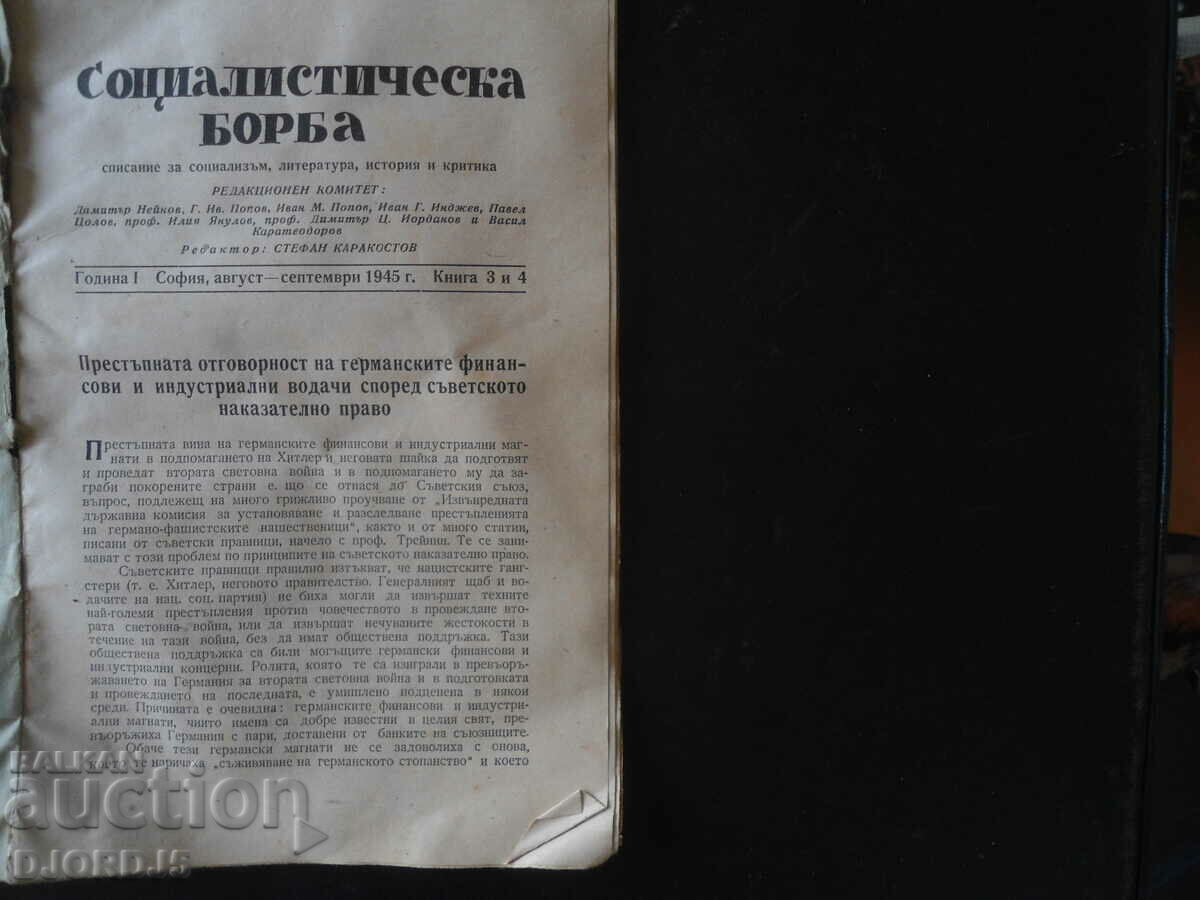 СОЦИАЛИСТИЧЕСКА
БОРБА
списание за социализъм, литература, история и критика
РЕДАКЦИОНЕН КОМИТЕТ:
Димитър Нейков, Г. Ив. Попов, Иван М. Попов, Иван Г. Инджев, Павел
Цолов, проф. Илия Янулов, проф. Димитър Ц. Иорданов и Васил
Каратеодоров
Редактор: СТЕФАН КАРАКОСТОВ
Година I София, август—септември 1945 г. Книга 3 и 4
Престъпната отговорност на германските финан-
сови и индустриални водачи според съветското
наказателно право
Престъпната вина на германските финансови и индустриални маг-
нати в подпомагането на Хитлер и неговата шайка да подготвят
и проведат втората световна война и в подпомагането му да за-
граби покорените страни е, що се отнася до Съветския съюз,
въпрос, подлежещ на много грижливо проучване от „Извънредната
държавна комисия за установяване и разследване престъпленията
на германо-фашистските нашественици“, както и от много статии,
писани от съветски правници, начело с проф. Трейнин. Те се зани-
мават с този проблем по принципите на съветското наказателно право.
Съветските правници правилно изтъкват, че нацистските ганг-
стери (т. е. Хитлер, неговото правителство. Генералният щаб и во-
дачите на нац. соц. партия) не биха могли да извършат техните
най-големи престъпления против човечеството в провеждане вто-
рата световна война, или да извършат нечуваните жестокости в
течение на тази война, без да имат обществена поддръжка. Тази
обществена поддръжка са били могъщите германски финансови и
индустриални концерни. Ролята, която те са изиграли в превъоръ-
жаването на Германия за втората световна война и в подготовката
и провеждането на последната, е умишлено подценена в някои
среди. Причината е очевидна: германските финансови и индустри-
ални магнати, чиито имена са добре известни в целия свят, пре-
въоръжиха Германия с пари, доставени от банките на съюзниците.
Обаче тези германски магнати не се задоволиха с онова,
което те наричаха „съживяване на германското стопанство“ и което
BALKAN
auction
DJORD.J5